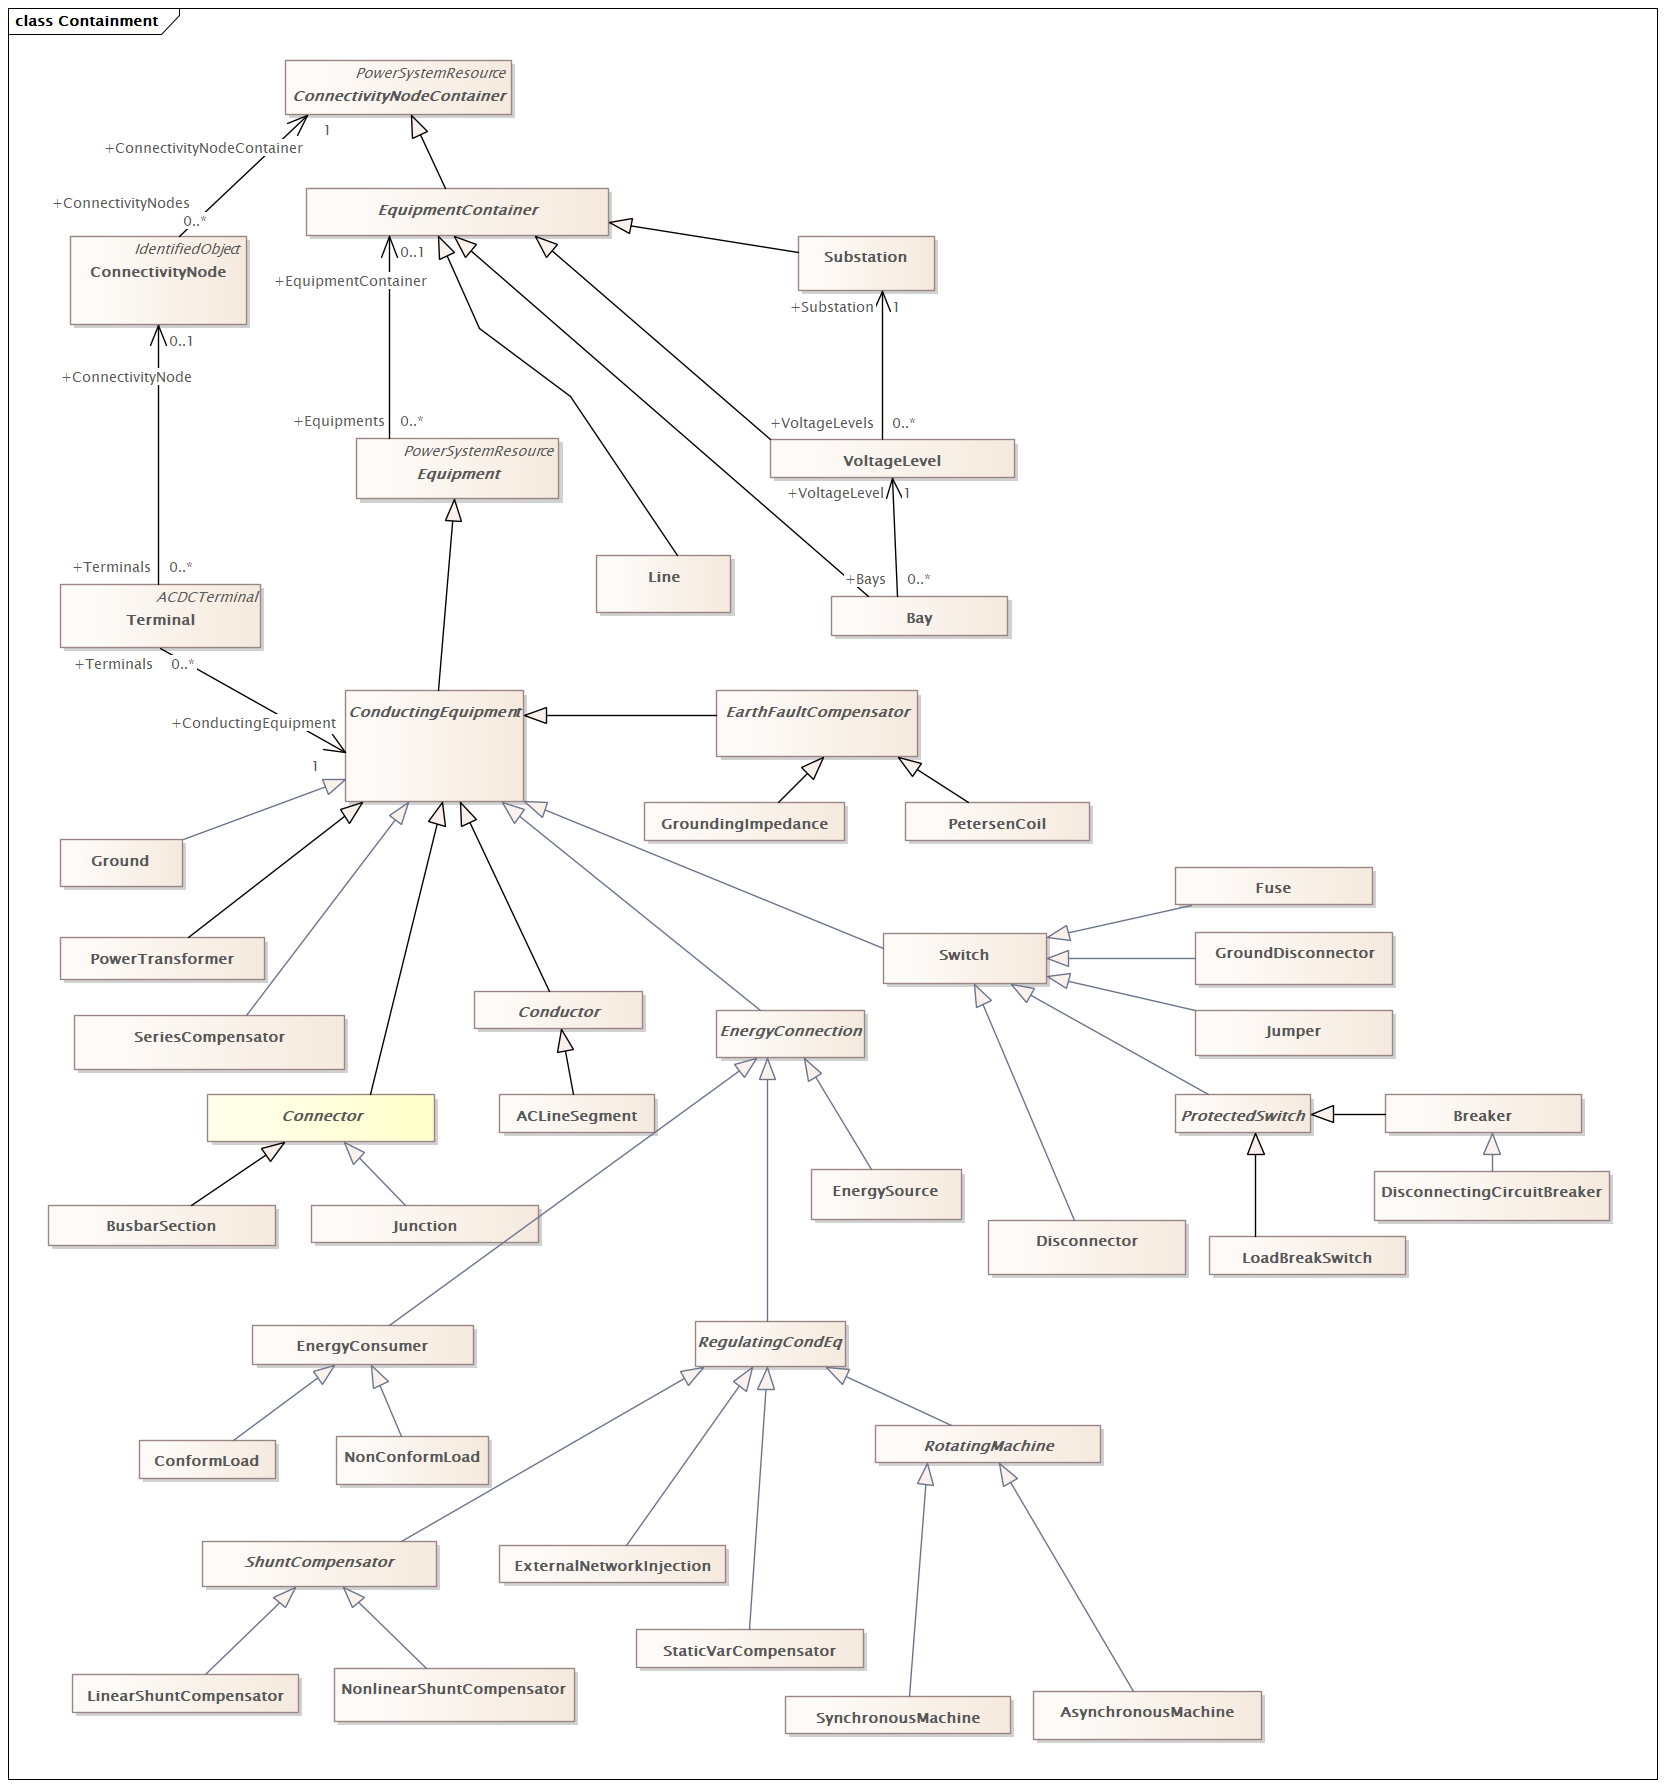 class Containment
PowerSystemResource
ConnectivityNodeContainer
1
+ConnectivityNodeContainer
+ConnectivityNodes
0..*
EquipmentContainer
IdentifiedObject
ConnectivityNode
0..1
+EquipmentContainer
Substation
+Substation
1
0..1
+ConnectivityNode
+Equipments
0..*
+VoltageLevels
0..*
PowerSystemResource
Equipment
VoltageLevel
+VoltageLevel
1
+Terminals
0..*
Line
+Bays
0..*
ACDCTerminal
Terminal
Bay
+Terminals
0..*
+ConductingEquipment
1
ConductingEquipment
EarthFaultCompensator
GroundingImpedance
PetersenCoil
Ground
Fuse
PowerTransformer
Switch
GroundDisconnector
SeriesCompensator
Conductor
EnergyConnection
Jumper
Connector
ACLineSegment
ProtectedSwitch
Breaker
EnergySource
DisconnectingCircuitBreaker
BusbarSection
Junction
Disconnector
LoadBreakSwitch
EnergyConsumer
RegulatingCondEq
ConformLoad
NonConformLoad
RotatingMachine
ShuntCompensator
ExternalNetworkInjection
StaticVarCompensator
LinearShuntCompensator
NonlinearShuntCompensator
SynchronousMachine
AsynchronousMachine